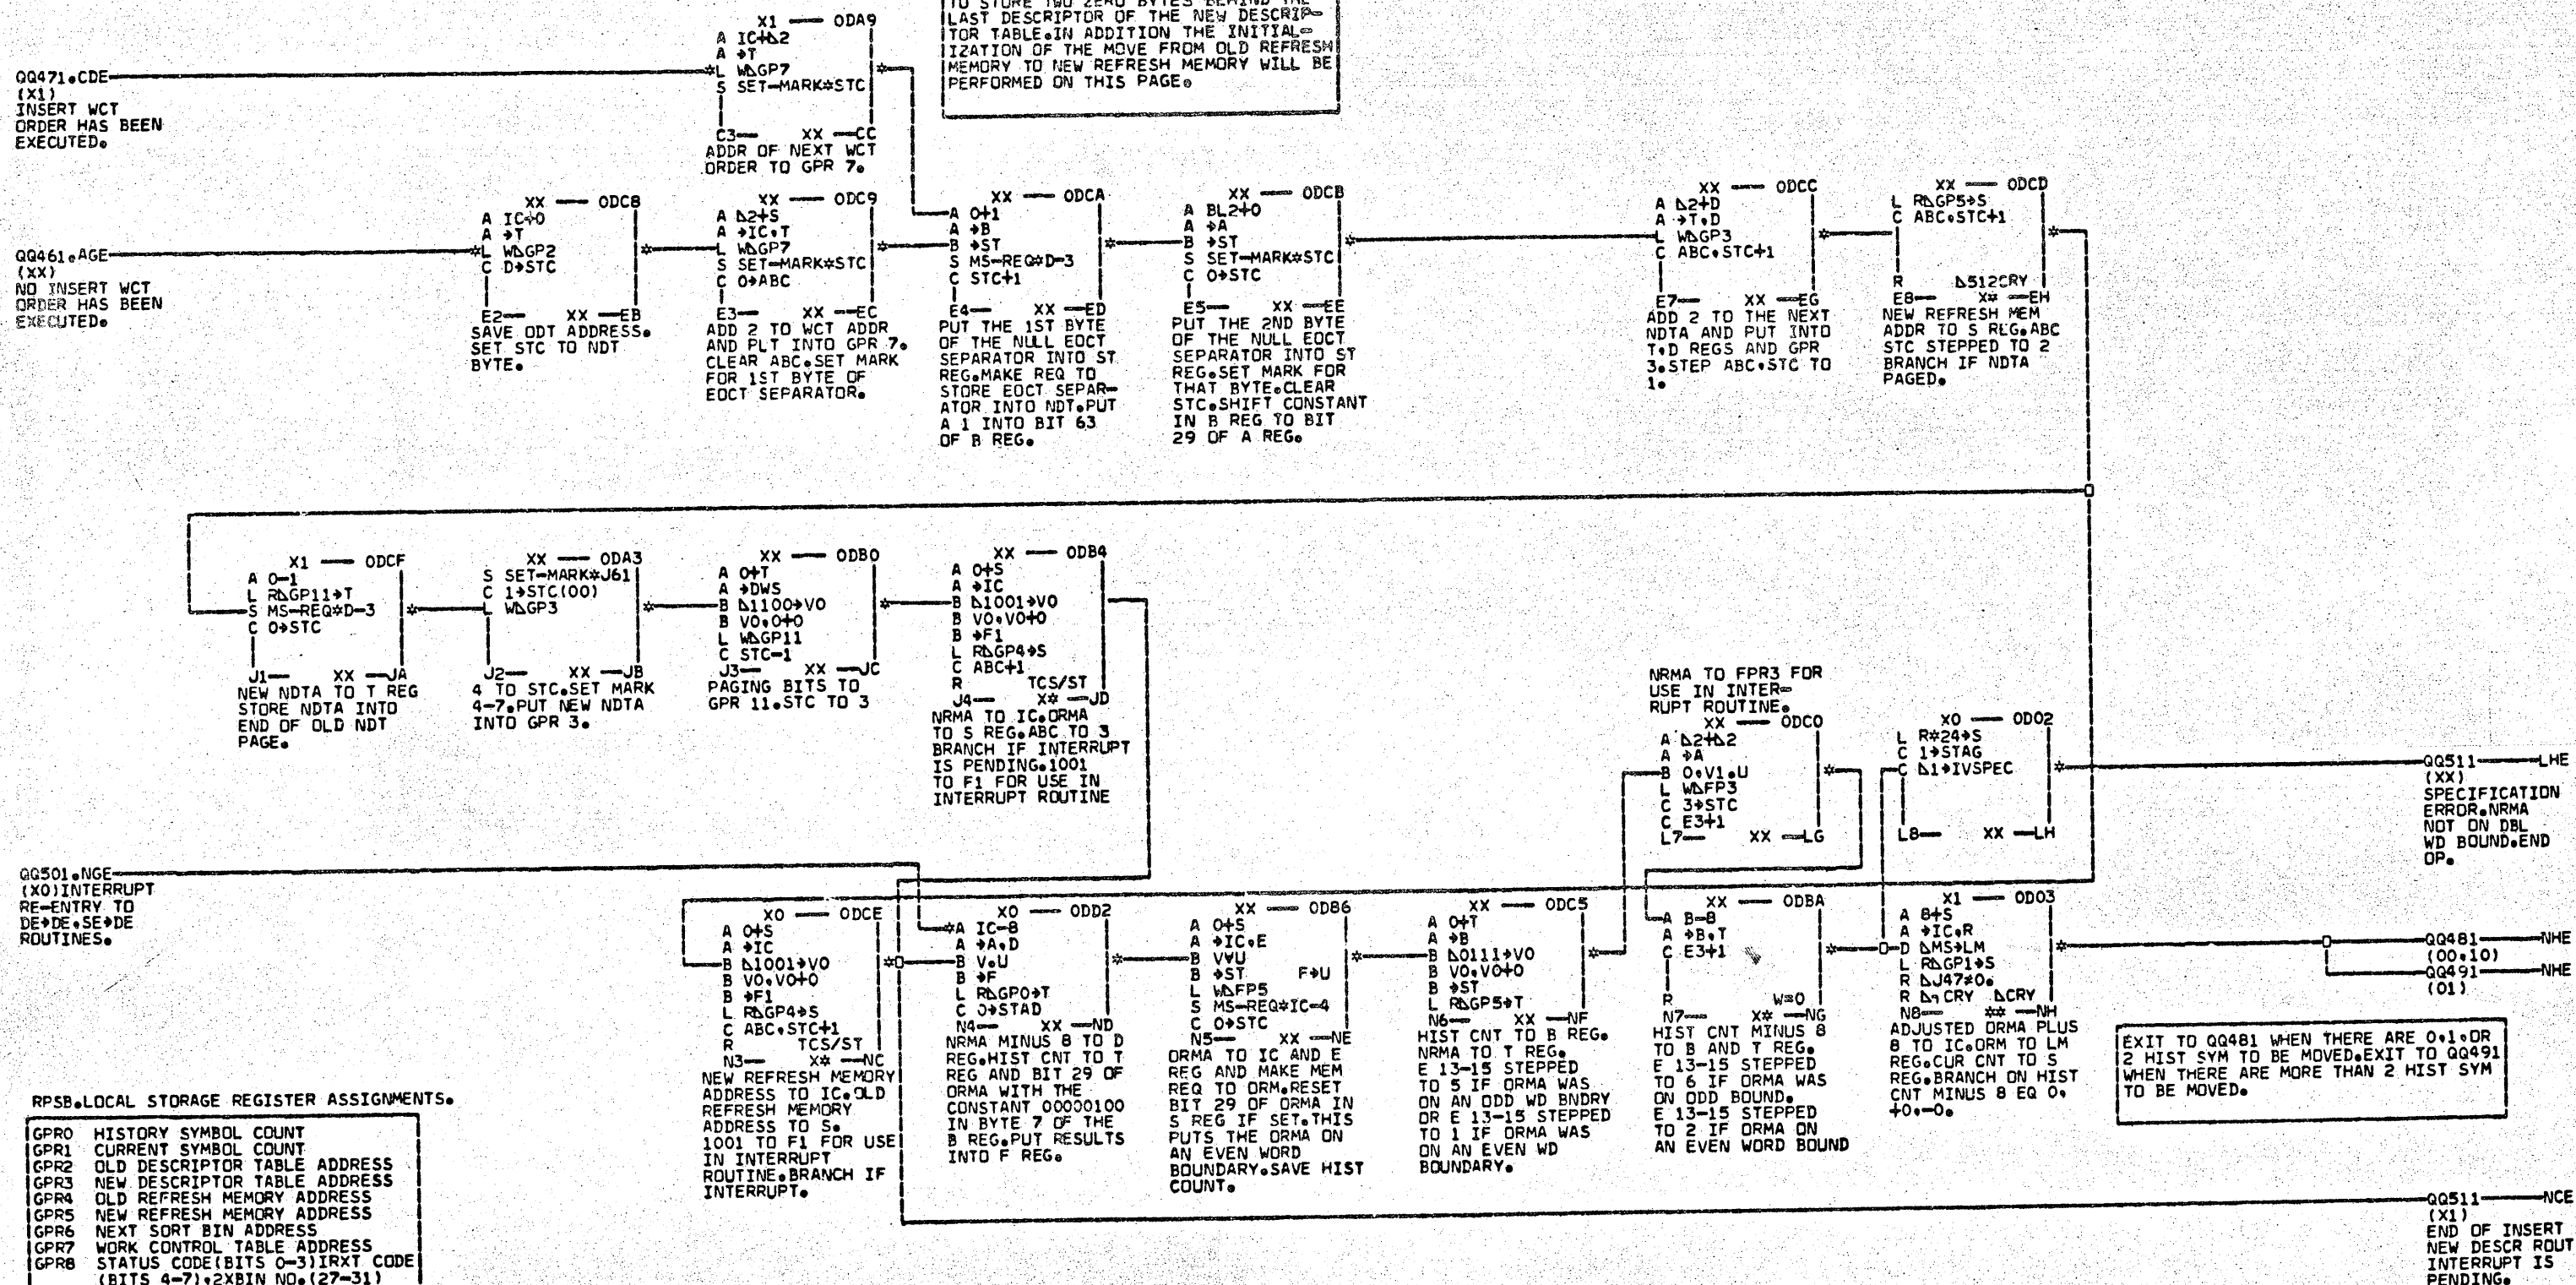 TO STORE TWO ZERO BYTES BEHIND THE
LAST DESCRIPTOR OF THE NEW DESCRIP-
TOR TABLE.IN ADDITION THE INITIAL-
IZATION OF THE MOVE FROM OLD REFRESH
MEMORY TO NEW REFRESH MEMORY WILL BE
PERFORMED ON THIS PAGE.
QQ471.CDE
(X1)
INSERT WCT
ORDER HAS BEEN
EXECUTED.
X1 — ODA9
A IC+∆2
A →T
*L W∆GP7 *
S SET-MARK*STC
C3— XX —CC
ADDR OF NEXT WCT
ORDER TO GPR 7.
QQ461.AGE
(XX)
NO INSERT WCT
ORDER HAS BEEN
EXECUTED.
XX — ODC8
A IC+0
A →T
*L W∆GP2 *
C D→STC
E2— XX —EB
SAVE ODT ADDRESS.
SET STC TO NDT
BYTE.
XX — ODC9
A ∆2+S
A →IC.T
L W∆GP7 *
S SET-MARK*STC
C 0→ABC
E3— XX —EC
ADD 2 TO WCT ADDR
AND PLT INTO GPR 7.
CLEAR ABC.SET MARK
FOR 1ST BYTE OF
EOCT SEPARATOR.
XX — ODCA
A 0+1
A →B
B →ST *
S MS-REQ*D-3
C STC+1
E4— XX —ED
PUT THE 1ST BYTE
OF THE NULL EOCT
SEPARATOR INTO ST
REG.MAKE REQ TO
STORE EOCT SEPAR-
ATOR INTO NDT.PUT
A 1 INTO BIT 63
OF B REG.
XX — ODCB
A BL2+0
A →A
B →ST *
S SET-MARK*STC
C 0→STC
E5— XX —EE
PUT THE 2ND BYTE
OF THE NULL EOCT
SEPARATOR INTO ST
REG.SET MARK FOR
THAT BYTE.CLEAR
STC.SHIFT CONSTANT
IN B REG TO BIT
29 OF A REG.
XX — ODCC
A ∆2+D
A →T.D
L W∆GP3 *
C ABC.STC+1
E7— XX —EG
ADD 2 TO THE NEXT
NDTA AND PUT INTO
T.D REGS AND GPR
3.STEP ABC.STC TO
1.
XX — ODCD
L R∆GP5→S
C ABC.STC+1 *
R ∆512CRY
E8— X* —EH
NEW REFRESH MEM
ADDR TO S REG.ABC
STC STEPPED TO 2
BRANCH IF NDTA
PAGED.
X1 — ODCF
A 0-1
L R∆GP11→T
S MS-REQ*D-3 *
C 0→STC
J1— XX —JA
NEW NDTA TO T REG
STORE NDTA INTO
END OF OLD NDT
PAGE.
XX — ODA3
S SET-MARK*J61
C 1→STC(00)
L W∆GP3 *
J2— XX —JB
4 TO STC.SET MARK
4-7.PUT NEW NDTA
INTO GPR 3.
XX — ODB0
A 0+T
A →DWS
B ∆1100→V0 *
B V0.0+0
L W∆GP11
C STC-1
J3— XX —JC
PAGING BITS TO
GPR 11.STC TO 3
XX — ODB4
A 0+S
A →IC
B ∆1001→V0
B V0.V0+0
B →F1
L R∆GP4→S
C ABC+1
R TCS/ST
J4— X* —JD
NRMA TO IC.ORMA
TO S REG.ABC TO 3
BRANCH IF INTERRUPT
IS PENDING.1001
TO F1 FOR USE IN
INTERRUPT ROUTINE
NRMA TO FPR3 FOR
USE IN INTER-
RUPT ROUTINE.
XX — ODC0
A ∆2+∆2
A →A
B 0.V1.U *
L W∆FP3
C 3→STC
C E3+1
L7— XX —LG
X0 — OD02
L R*24→S
C 1→STAG
C ∆1→IVSPEC *
L8— XX —LH
QQ511 —LHE
(XX)
SPECIFICATION
ERROR.NRMA
NOT ON DBL
WD BOUND.END
OP.
QQ501.NGE
(X0)INTERRUPT
RE-ENTRY TO
DE→DE.SE→DE
ROUTINES.
X0 — ODCE
A 0+S
A →IC
B ∆1001→V0 *
B V0.V0+0
B →F1
L R∆GP4→S
C ABC.STC+1
R TCS/ST
N3— X* —NC
NEW REFRESH MEMORY
ADDRESS TO IC.OLD
REFRESH MEMORY
ADDRESS TO S.
1001 TO F1 FOR USE
IN INTERRUPT
ROUTINE.BRANCH IF
INTERRUPT.
X0 — ODD2
*A IC-8
A →A.D
B V.U *
B →F
L R∆GP0→T
C 0→STAD
N4— XX —ND
NRMA MINUS 8 TO D
REG.HIST CNT TO T
REG AND BIT 29 OF
ORMA WITH THE
CONSTANT 00000100
IN BYTE 7 OF THE
B REG.PUT RESULTS
INTO F REG.
XX — ODB6
A 0+S
A →IC.E
B V∀U *
B →ST F→U
L W∆FP5
S MS-REQ*IC-4
C 0→STC
N5— XX —NE
ORMA TO IC AND E
REG AND MAKE MEM
REQ TO ORM.RESET
BIT 29 OF ORMA IN
S REG IF SET.THIS
PUTS THE ORMA ON
AN EVEN WORD
BOUNDARY.SAVE HIST
COUNT.
XX — ODC5
A 0+T
A →B
B ∆0111→V0 *
B V0.V0+0
B →ST
L R∆GP5→T
N6— XX —NF
HIST CNT TO B REG.
NRMA TO T REG.
E 13-15 STEPPED
TO 5 IF ORMA WAS
ON AN ODD WD BNDRY
OR E 13-15 STEPPED
TO 1 IF ORMA WAS
ON AN EVEN WD
BOUNDARY.
XX — ODBA
A B-8
A →B.T
C E3+1 *
R W=0
N7— X* —NG
HIST CNT MINUS 8
TO B AND T REG.
E 13-15 STEPPED
TO 6 IF ORMA WAS
ON ODD BOUND.
E 13-15 STEPPED
TO 2 IF ORMA ON
AN EVEN WORD BOUND
X1 — OD03
A 8+S
A →IC.R
D ∆MS→LM *
L R∆GP1→S
R ∆J47≠0.
R ∆¬CRY ∆CRY
N8— ** —NH
ADJUSTED ORMA PLUS
8 TO IC.ORM TO LM
REG.CUR CNT TO S
REG.BRANCH ON HIST
CNT MINUS 8 EQ 0.
+0.-0.
QQ481 —NHE
(00.10)
QQ491 —NHE
(01)
EXIT TO QQ481 WHEN THERE ARE 0.1.OR
2 HIST SYM TO BE MOVED.EXIT TO QQ491
WHEN THERE ARE MORE THAN 2 HIST SYM
TO BE MOVED.
QQ511 —NCE
(X1)
END OF INSERT
NEW DESCR ROUT
INTERRUPT IS
PENDING.
RPSB.LOCAL STORAGE REGISTER ASSIGNMENTS.
GPR0 HISTORY SYMBOL COUNT
GPR1 CURRENT SYMBOL COUNT
GPR2 OLD DESCRIPTOR TABLE ADDRESS
GPR3 NEW DESCRIPTOR TABLE ADDRESS
GPR4 OLD REFRESH MEMORY ADDRESS
GPR5 NEW REFRESH MEMORY ADDRESS
GPR6 NEXT SORT BIN ADDRESS
GPR7 WORK CONTROL TABLE ADDRESS
GPR8 STATUS CODE(BITS 0-3)IRXT CODE
(BITS 4-7).2XBIN NO.(27-31)